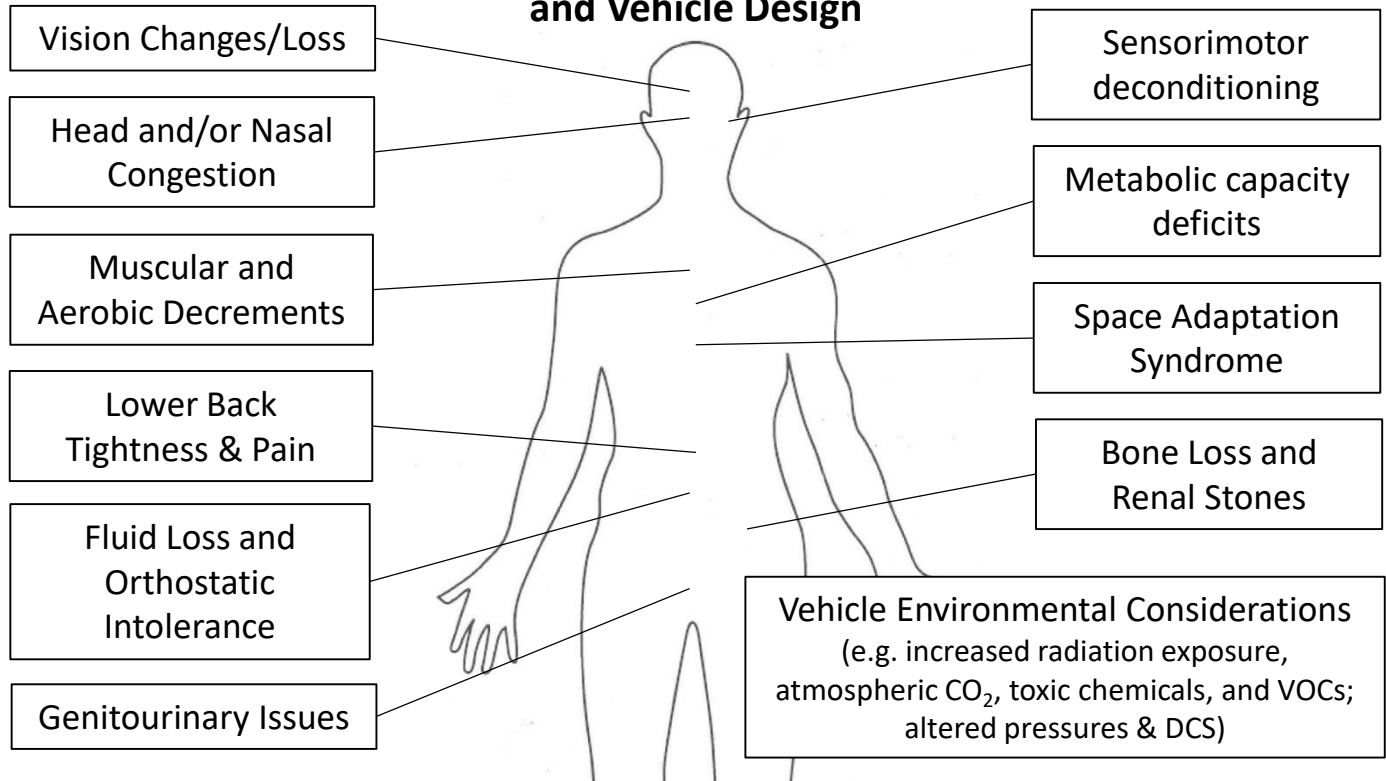 and Vehicle Design
Vision Changes/Loss
Head and/or Nasal
Congestion
Muscular and
Aerobic Decrements
Lower Back
Tightness & Pain
Fluid Loss and
Orthostatic
Intolerance
Genitourinary Issues
Sensorimotor
deconditioning
Metabolic capacity
deficits
Space Adaptation
Syndrome
Bone Loss and
Renal Stones
Vehicle Environmental Considerations
(e.g. increased radiation exposure,
atmospheric CO₂, toxic chemicals, and VOCs;
altered pressures & DCS)